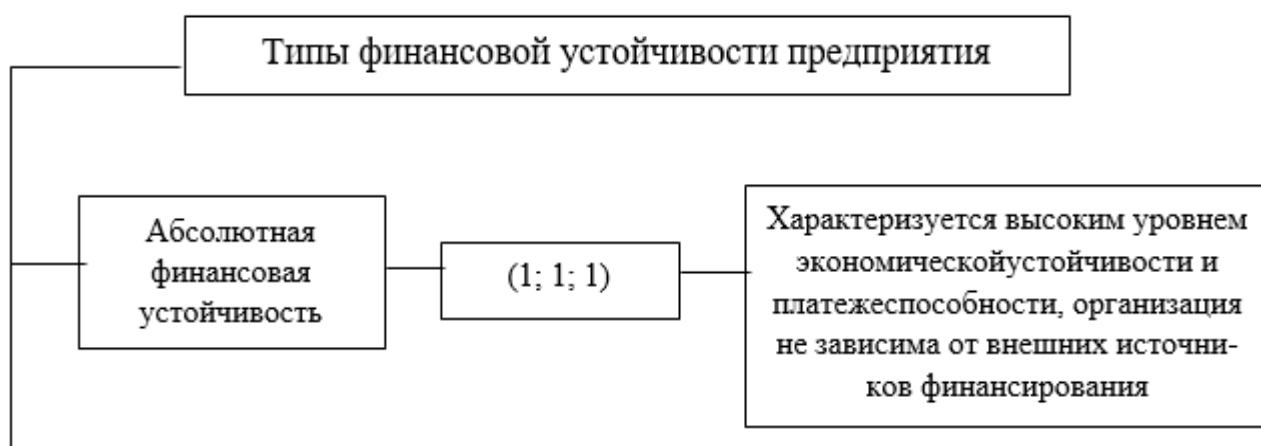 Типы финансовой устойчивости предприятия
Абсолютная
финансовая
устойчивость
(1; 1; 1)
Характеризуется высоким уровнем
экономическойустойчивости и
платежеспособности, организация
не зависима от внешних источни-
ков финансирования